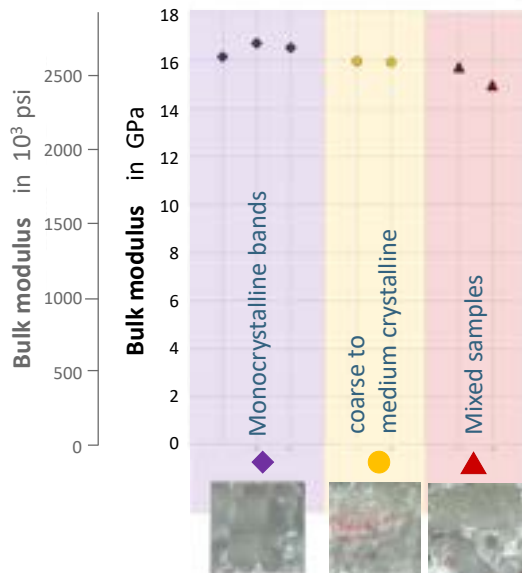 Bulk modulus in 10³ psi
2500
2000
1500
1000
500
0
Bulk modulus in GPa
18
16
14
12
10
8
6
4
2
0
Monocrystalline bands
coarse to
medium crystalline
Mixed samples